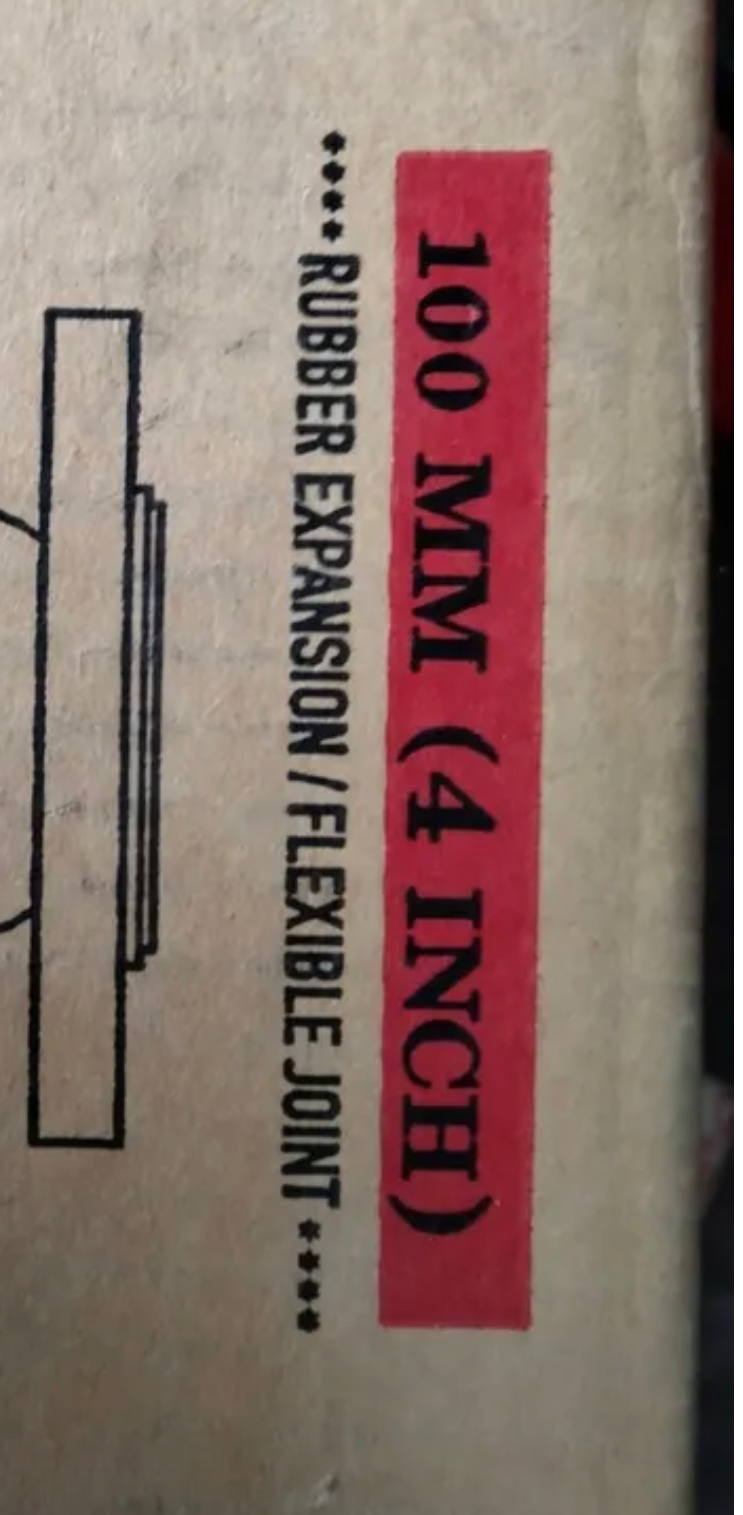 100 MM (4 INCH)
**** RUBBER EXPANSION / FLEXIBLE JOINT ****